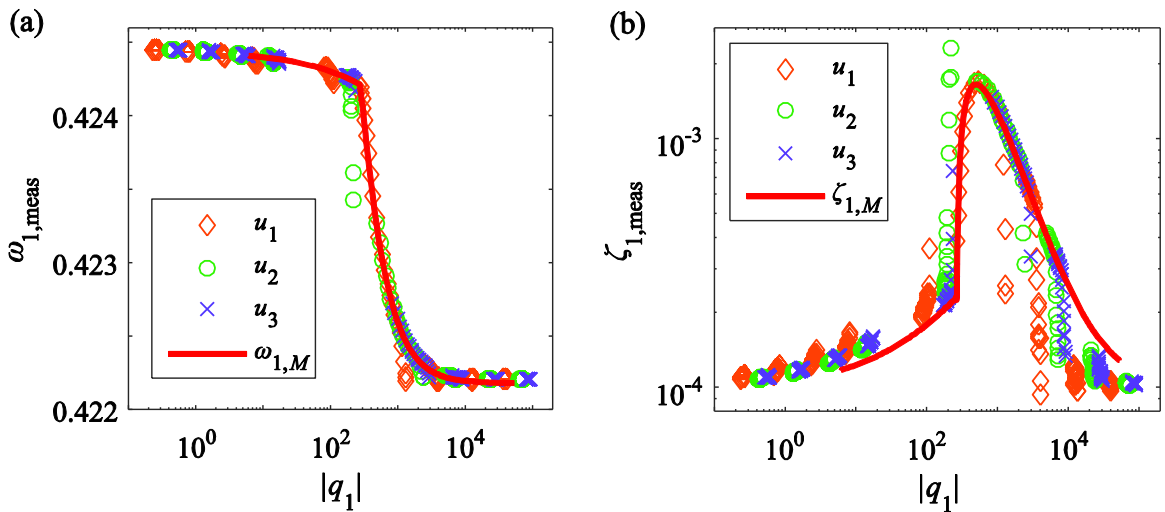 (a)
ω1,meas
0.424
0.423
0.422
u1
u2
u3
ω1,M
10^0
10^2
10^4
|q1|
(b)
ζ1,meas
10^-3
10^-4
u1
u2
u3
ζ1,M
10^0
10^2
10^4
|q1|